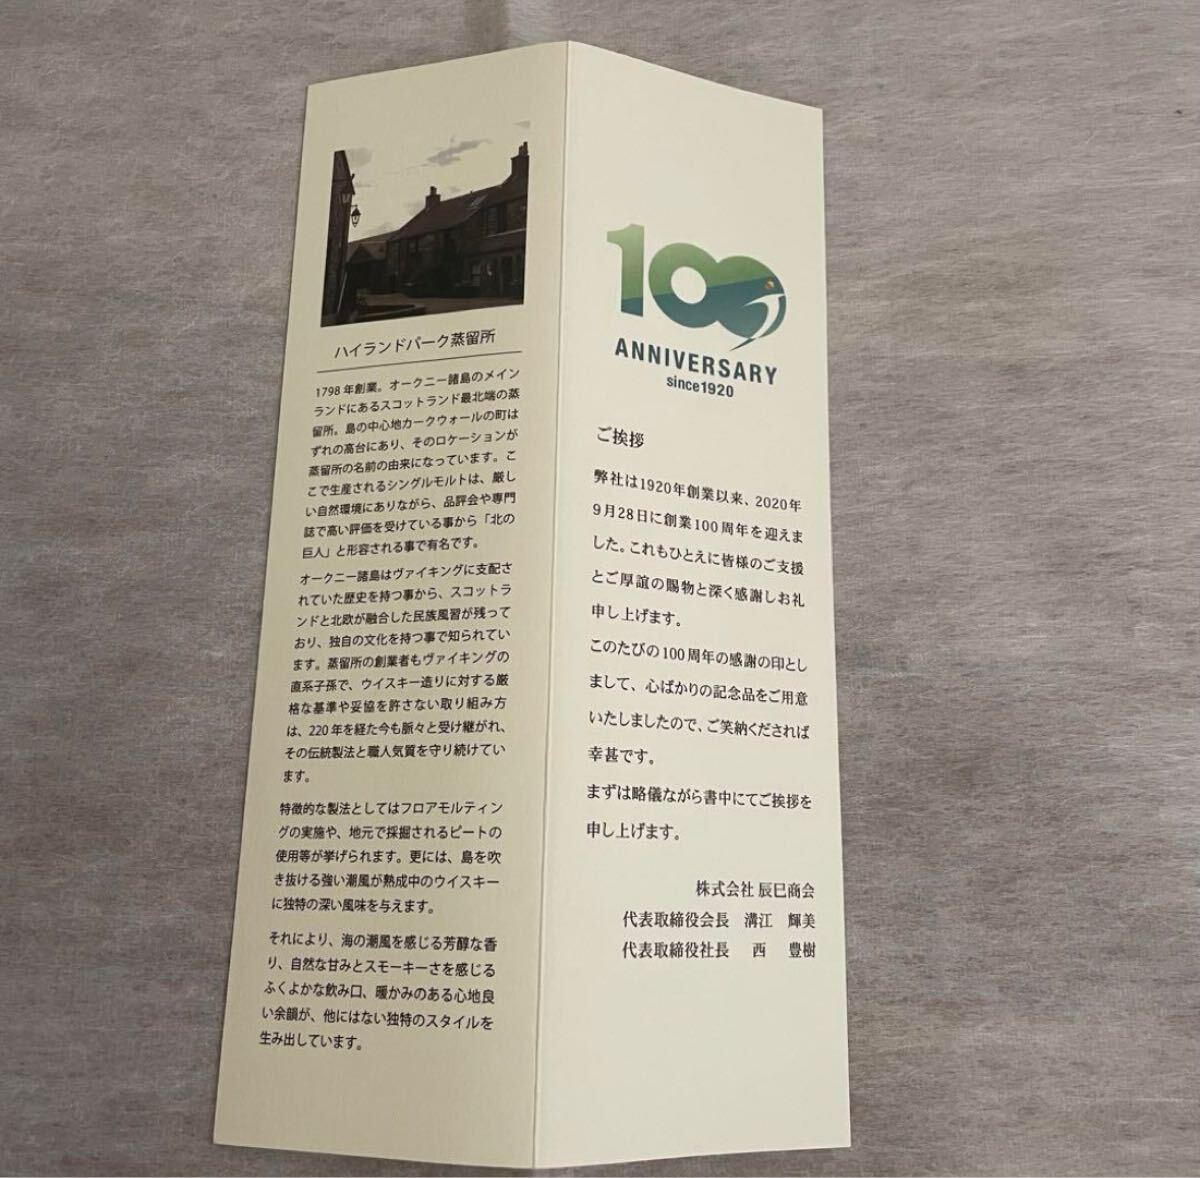 ハイランドパーク蒸留所
1798年創業。オークニー諸島のメイン
ランドにあるスコットランド最北端の蒸
留所。島の中心地カークウォールの町は
ずれの高台にあり、そのロケーションが
蒸留所の名前の由来になっています。こ
こで生産されるシングルモルトは、厳し
い自然環境にありながら、品評会や専門
誌で高い評価を受けている事から「北の
巨人」と形容される事で有名です。
オークニー諸島はヴァイキングに支配さ
れていた歴史を持つ事から、スコットラ
ンドと北欧が融合した民族風習が残って
おり、独自の文化を持つ事で知られてい
ます。蒸留所の創業者もヴァイキングの
直系子孫で、ウイスキー造りに対する厳
格な基準や妥協を許さない取り組み方
は、220年を経た今も脈々と受け継がれ、
その伝統製法と職人気質を守り続けてい
ます。
特徴的な製法としてはフロアモルティン
グの実施や、地元で採掘されるピートの
使用等が挙げられます。更には、島を吹
き抜ける強い潮風が熟成中のウイスキー
に独特の深い風味を与えます。
それにより、海の潮風を感じる芳醇な香
り、自然な甘みとスモーキーさを感じる
ふくよかな飲み口、暖かみのある心地良
い余韻が、他にはない独特のスタイルを
生み出しています。
100
ANNIVERSARY
since1920
ご挨拶
弊社は1920年創業以来、2020年
9月28日に創業100周年を迎えま
した。これもひとえに皆様のご支援
とご厚誼の賜物と深く感謝しお礼
申し上げます。
このたびの100周年の感謝の印とし
まして、心ばかりの記念品をご用意
いたしましたので、ご笑納くだされば
幸甚です。
まずは略儀ながら書中にてご挨拶を
申し上げます。
株式会社 辰巳商会
代表取締役会長 溝江 輝美
代表取締役社長 西 豊樹